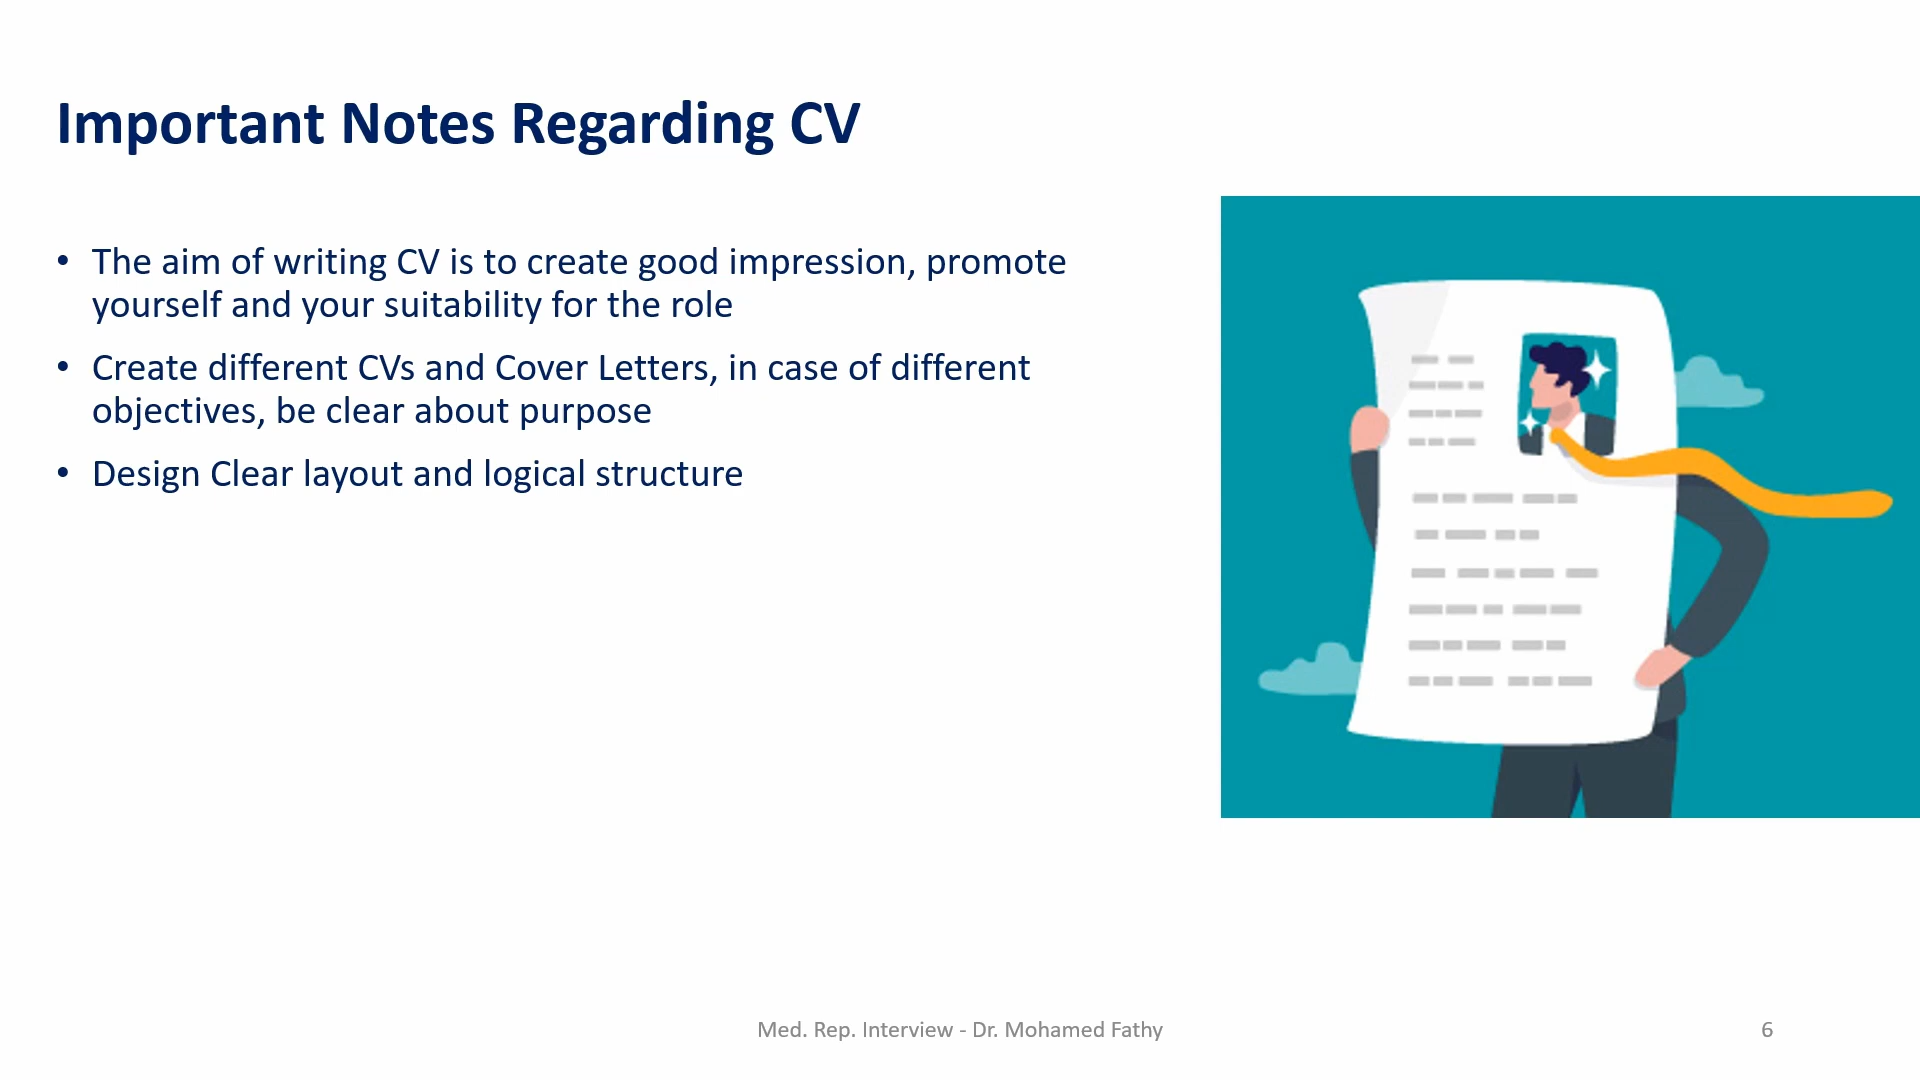 Important Notes Regarding CV
• The aim of writing CV is to create good impression, promote
yourself and your suitability for the role
• Create different CVs and Cover Letters, in case of different
objectives, be clear about purpose
• Design Clear layout and logical structure
Med. Rep. Interview - Dr. Mohamed Fathy
6